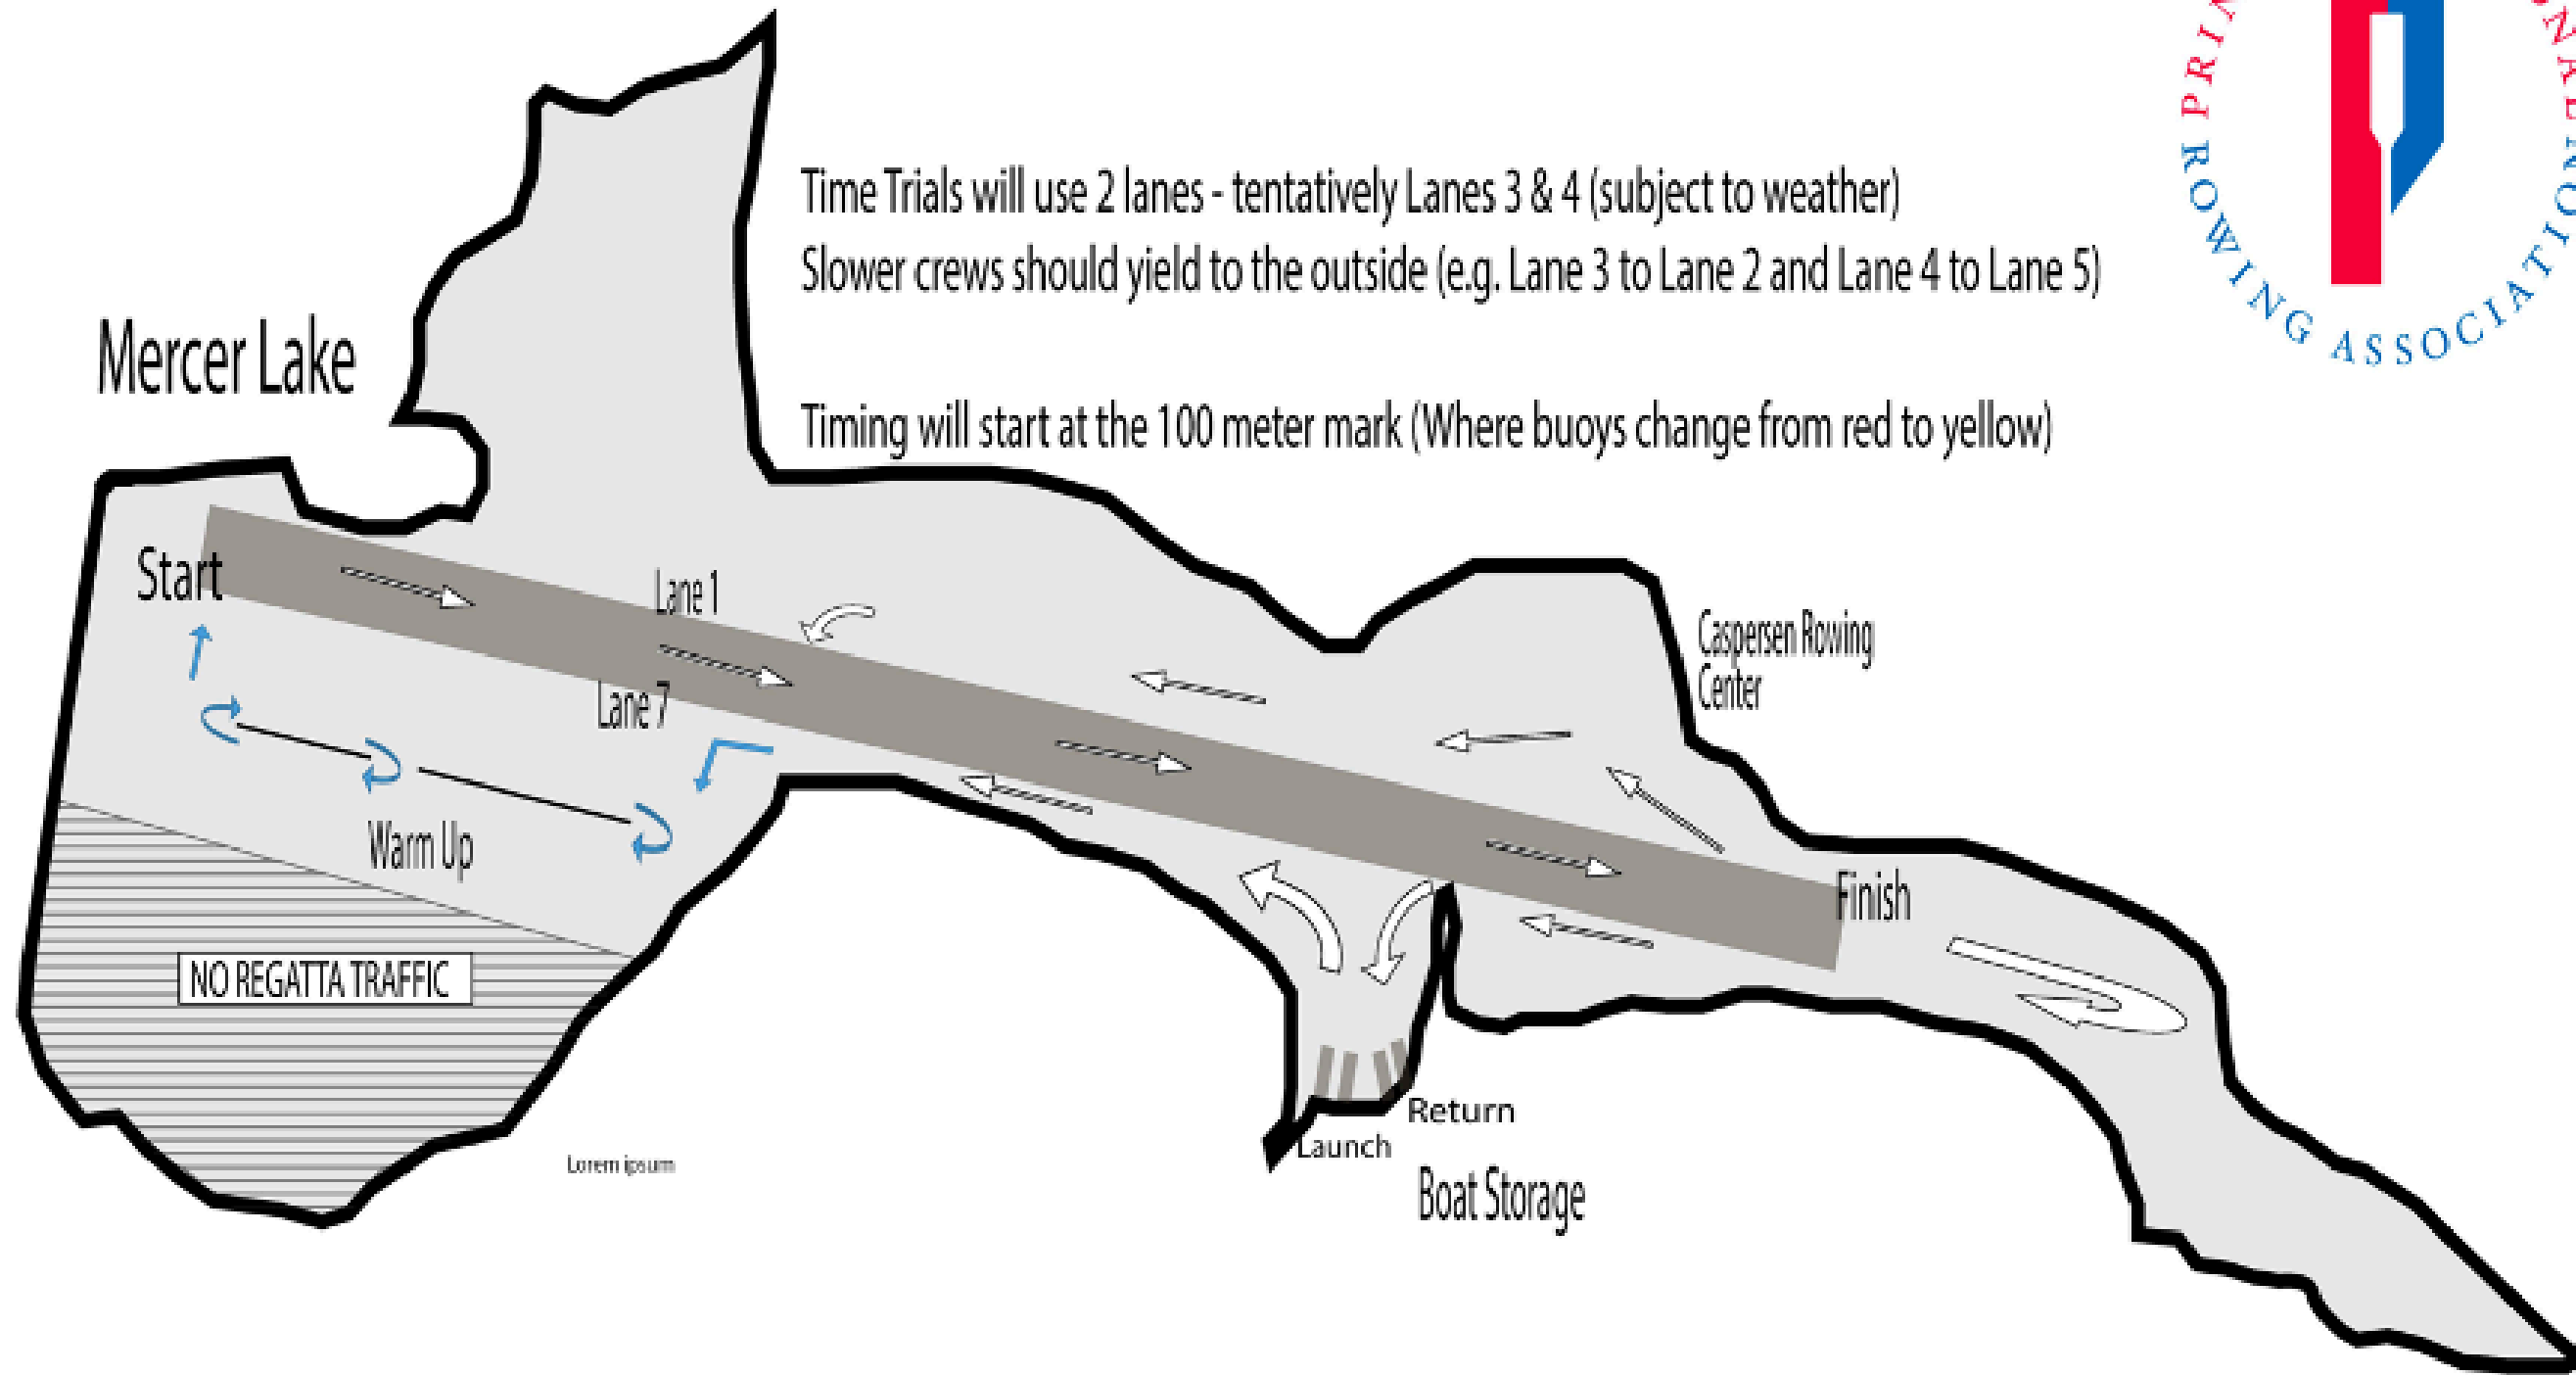 Time Trials will use 2 lanes - tentatively Lanes 3 & 4 (subject to weather)
Slower crews should yield to the outside (e.g. Lane 3 to Lane 2 and Lane 4 to Lane 5)
Timing will start at the 100 meter mark (Where buoys change from red to yellow)
ROWING ASSOCIATION
Mercer Lake
Start
Lane 1
Lane 7
Caspersen Rowing
Center
Warm Up
Finish
NO REGATTA TRAFFIC
Return
Launch
Lorem ipsum
Boat Storage